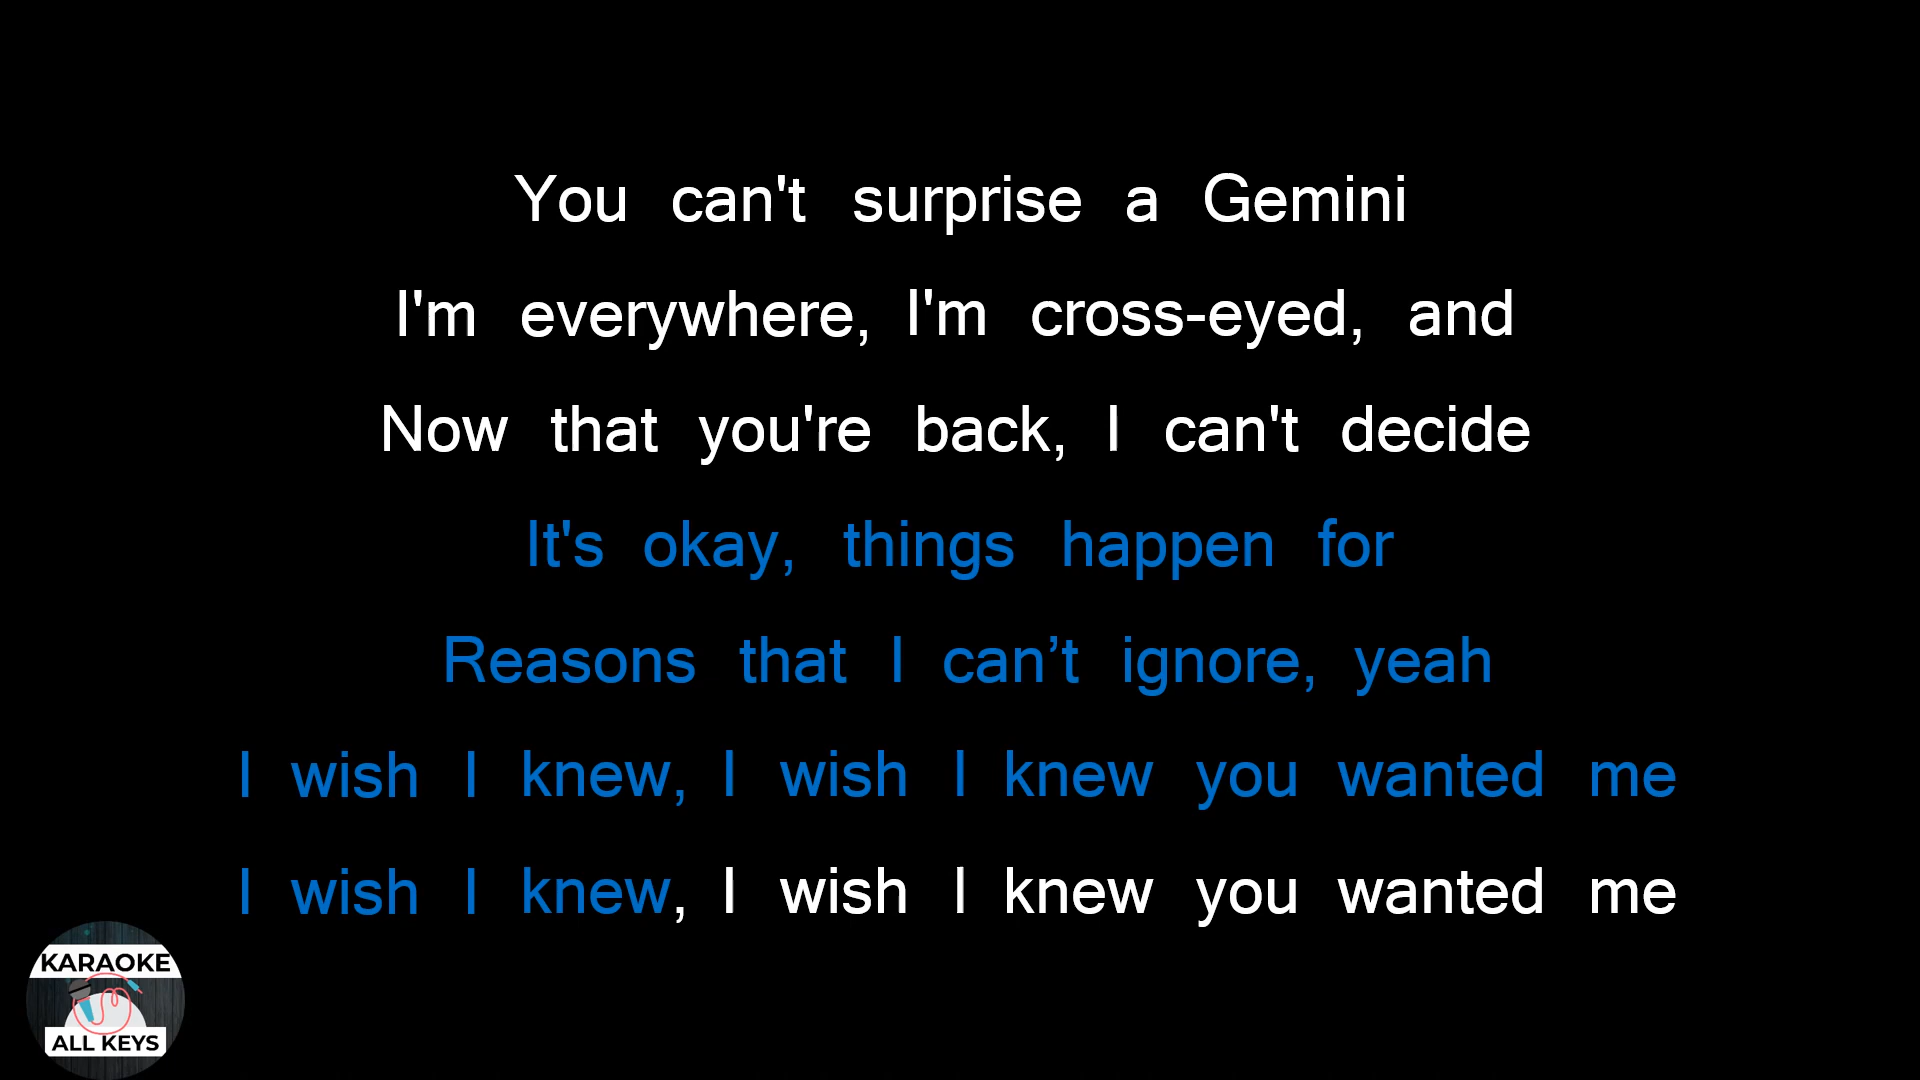 You can't surprise a Gemini
I'm everywhere, I'm cross-eyed, and
Now that you're back, I can't decide
It's okay, things happen for
Reasons that I can’t ignore, yeah
I wish I knew, I wish I knew you wanted me
I wish I knew, I wish I knew you wanted me
KARAOKE
ALL KEYS